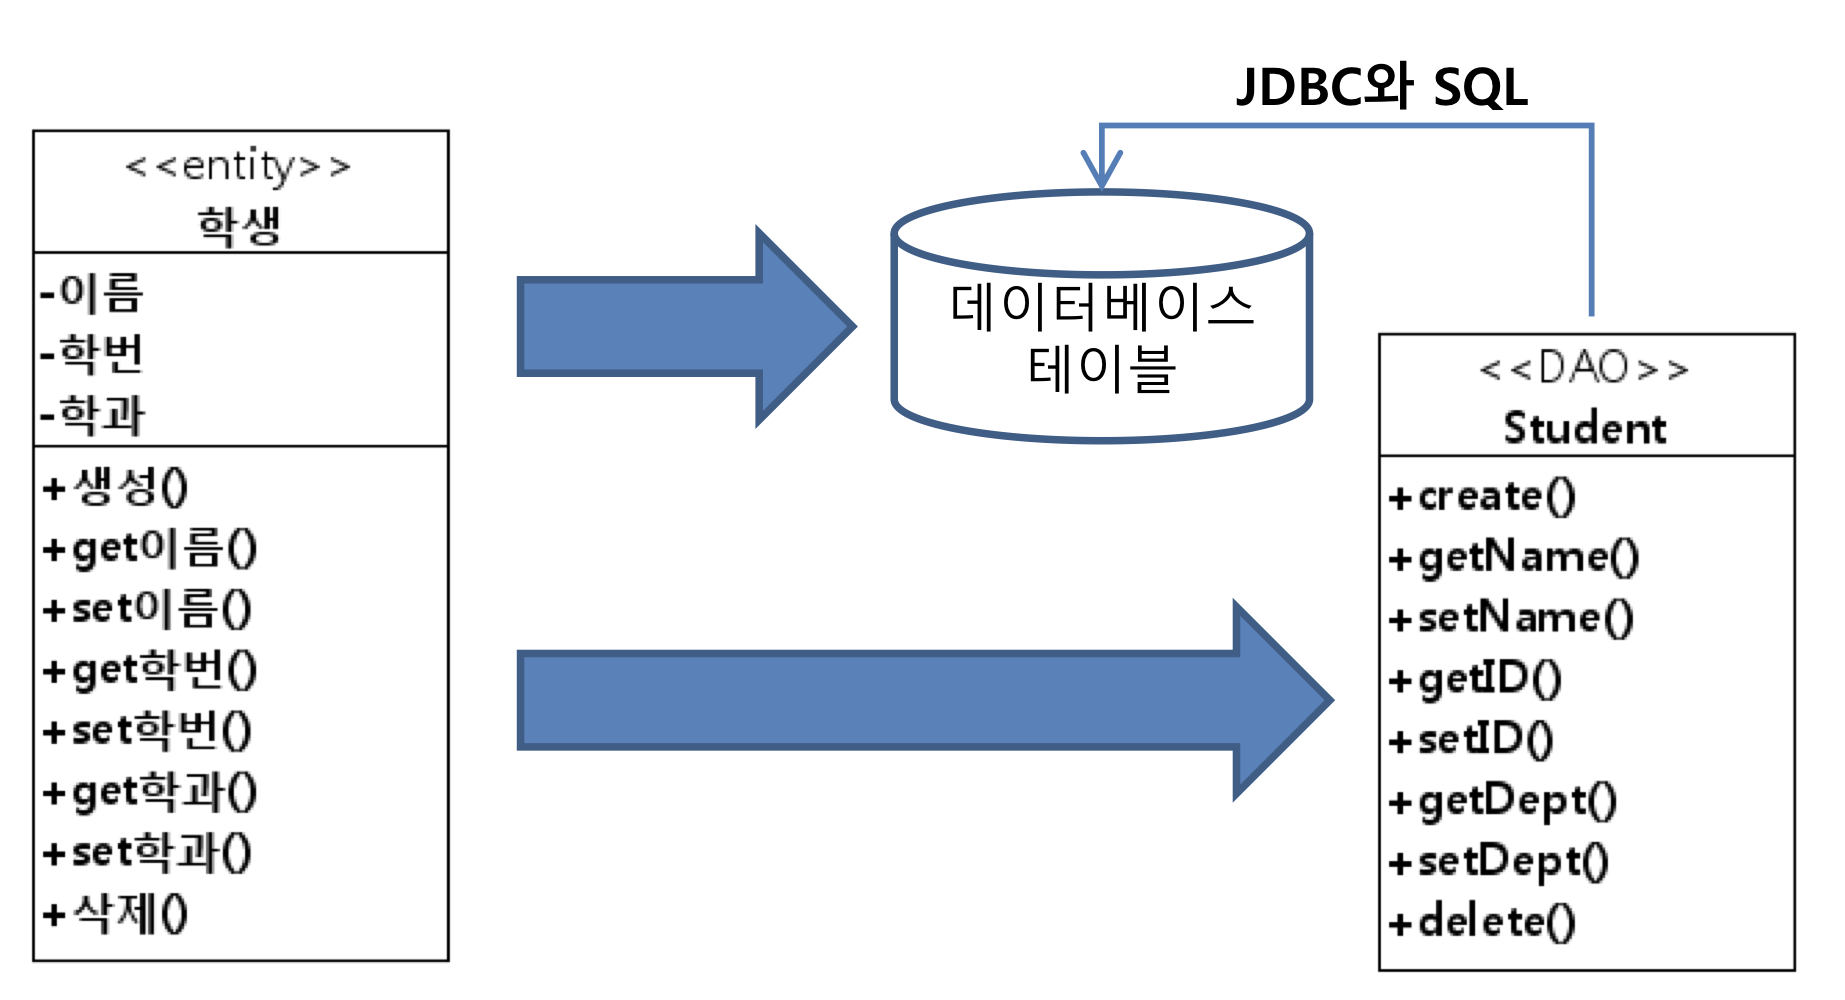 JDBC와 SQL
<<entity>>
학생
-이름
-학번
-학과
+생성()
+get이름()
+set이름()
+get학번()
+set학번()
+get학과()
+set학과()
+삭제()
데이터베이스
테이블
<<DAO>>
Student
+create()
+getName()
+setName()
+getID()
+setID()
+getDept()
+setDept()
+delete()